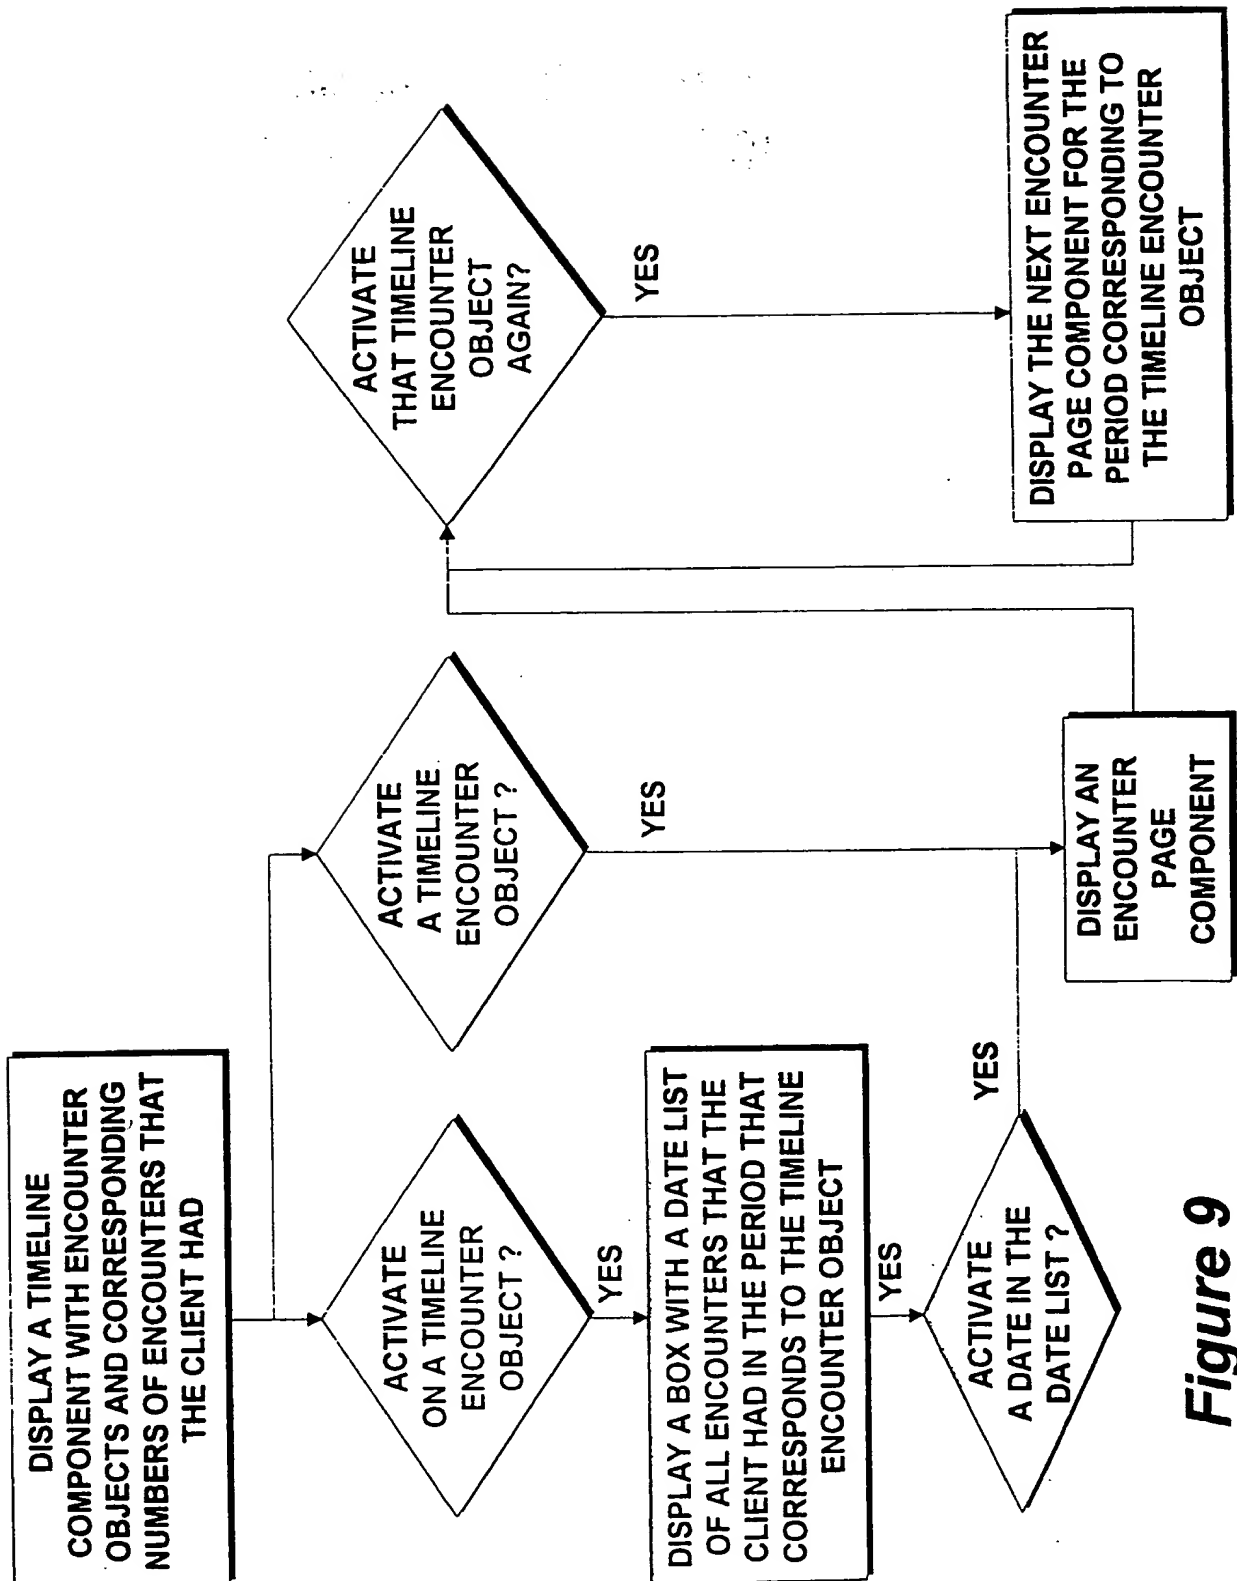 DISPLAY A TIMELINE
COMPONENT WITH ENCOUNTER
OBJECTS AND CORRESPONDING
NUMBERS OF ENCOUNTERS THAT
THE CLIENT HAD
ACTIVATE
ON A TIMELINE
ENCOUNTER
OBJECT ?
YES
DISPLAY A BOX WITH A DATE LIST
OF ALL ENCOUNTERS THAT THE
CLIENT HAD IN THE PERIOD THAT
CORRESPONDS TO THE TIMELINE
ENCOUNTER OBJECT
YES
ACTIVATE
A DATE IN THE
DATE LIST ?
YES
ACTIVATE
A TIMELINE
ENCOUNTER
OBJECT ?
YES
DISPLAY AN
ENCOUNTER
PAGE
COMPONENT
ACTIVATE
THAT TIMELINE
ENCOUNTER
OBJECT
AGAIN?
YES
DISPLAY THE NEXT ENCOUNTER
PAGE COMPONENT FOR THE
PERIOD CORRESPONDING TO
THE TIMELINE ENCOUNTER
OBJECT
Figure 9